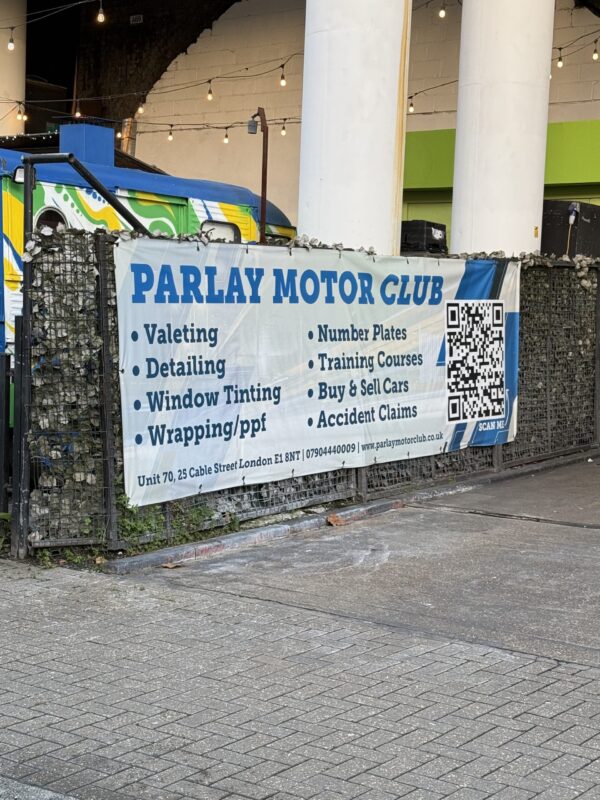 PARLAY MOTOR CLUB
• Valeting
• Detailing
• Window Tinting
• Wrapping/ppf
• Number Plates
• Training Courses
• Buy & Sell Cars
• Accident Claims
SCAN ME
Unit 70, 25 Cable Street London E1 8NT | 07904440009 | www.parlaymotorclub.co.uk